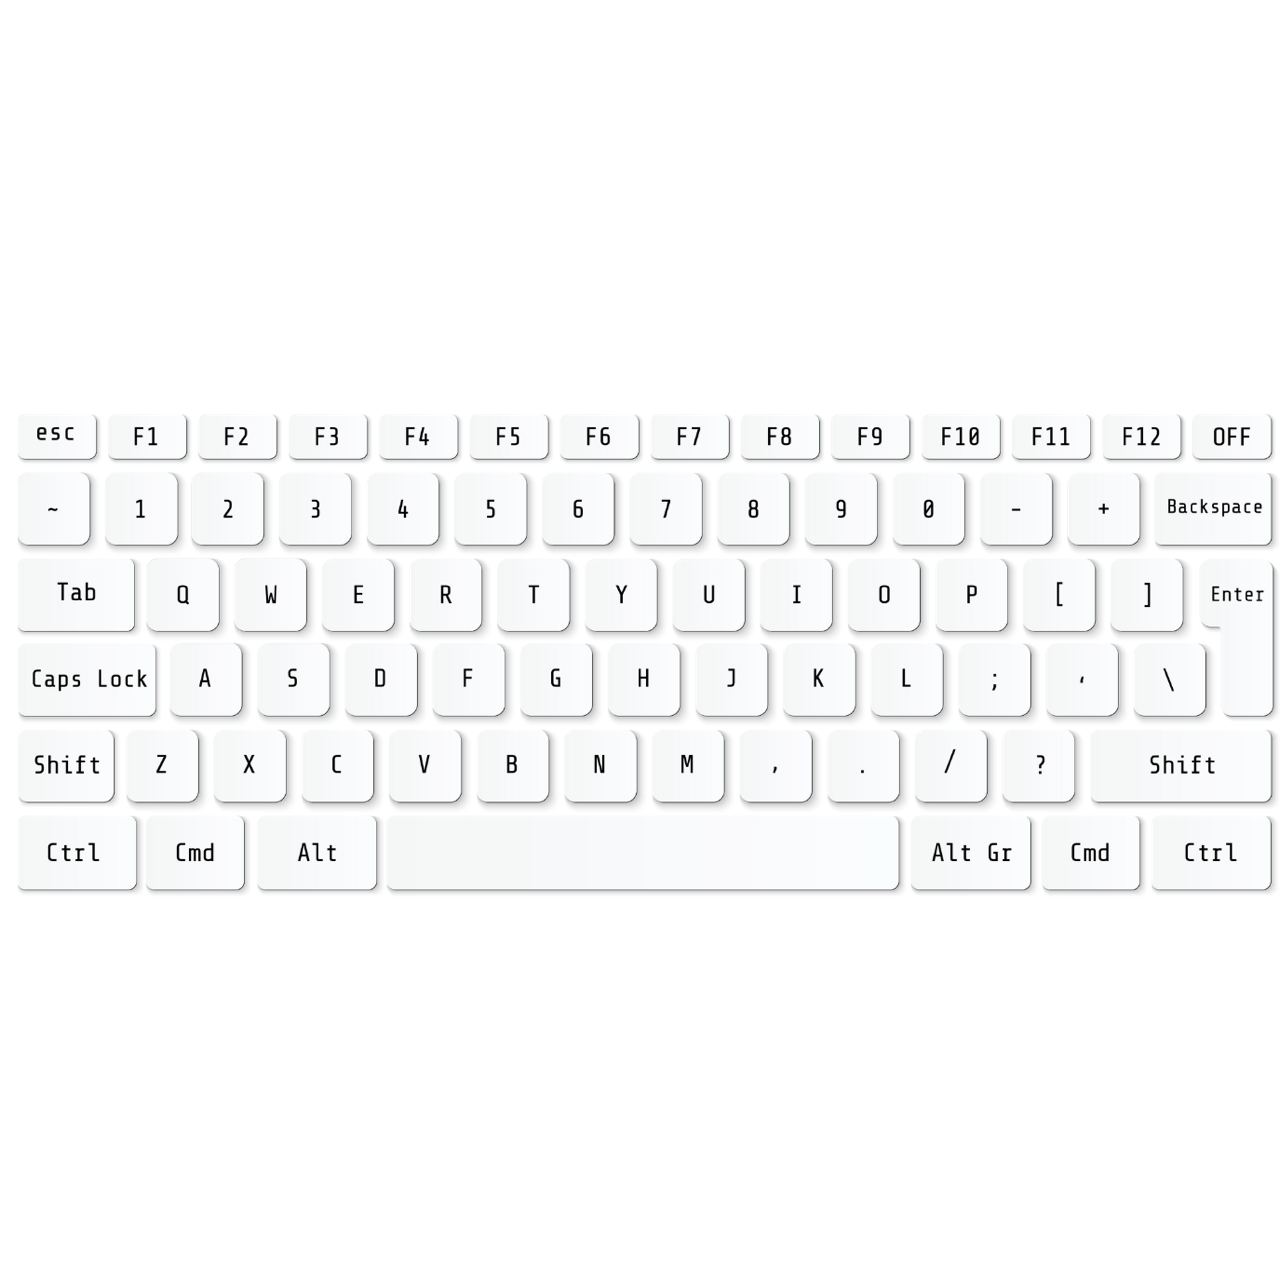 esc F1 F2 F3 F4 F5 F6 F7 F8 F9 F10 F11 F12 OFF
~ 1 2 3 4 5 6 7 8 9 0 - + Backspace
Tab Q W E R T Y U I O P [ ] Enter
Caps Lock A S D F G H J K L ; ‘ \
Shift Z X C V B N M , . / ? Shift
Ctrl Cmd Alt Alt Gr Cmd Ctrl